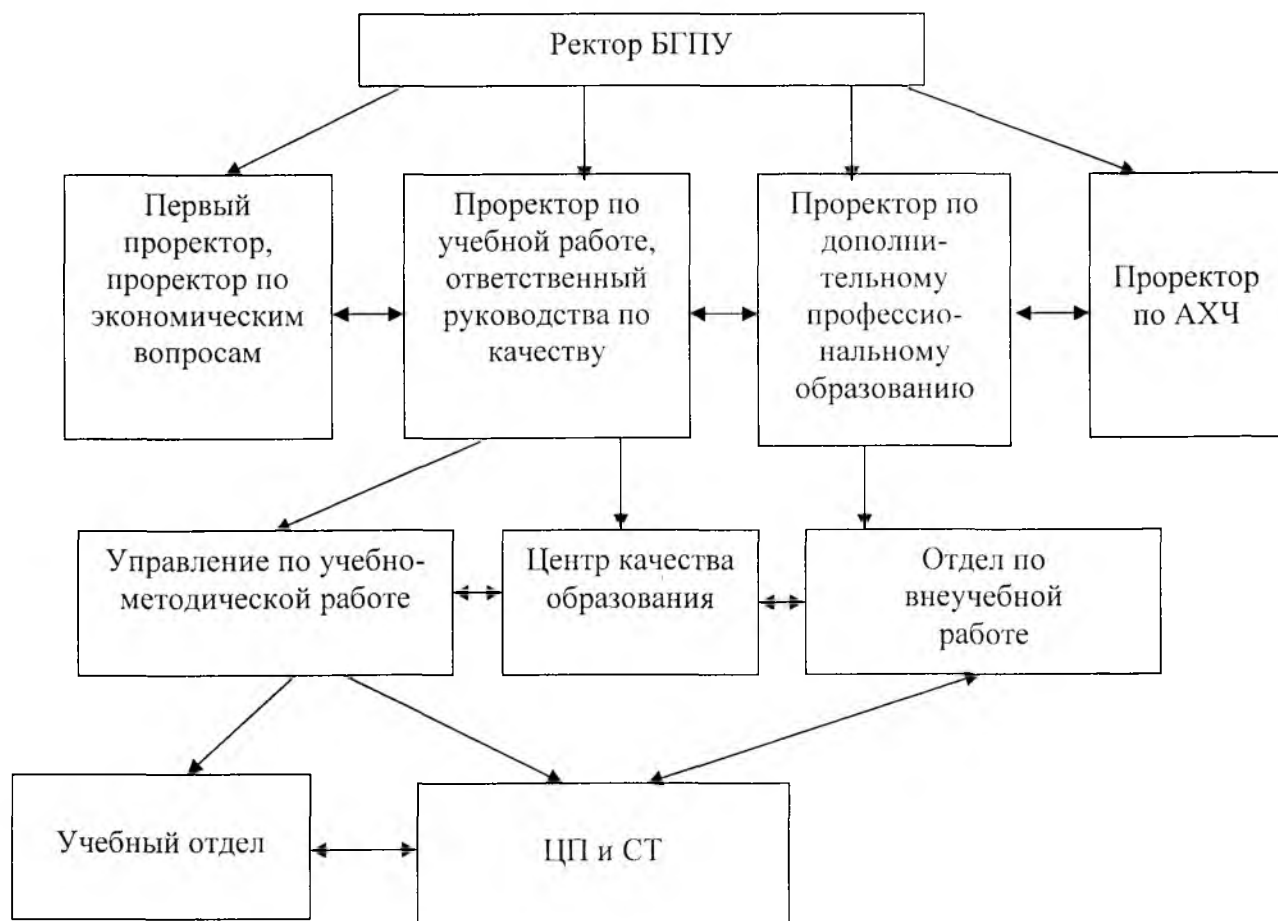 Ректор БГПУ
Первый
проректор,
проректор по
экономическим
вопросам
Проректор по
учебной работе,
ответственный
руководства по
качеству
Проректор по
дополни-
тельному
профессио-
нальному
образованию
Проректор
по АХЧ
Управление по учебно-
методической работе
Центр качества
образования
Отдел по
внеучебной
работе
Учебный отдел
ЦП и СТ